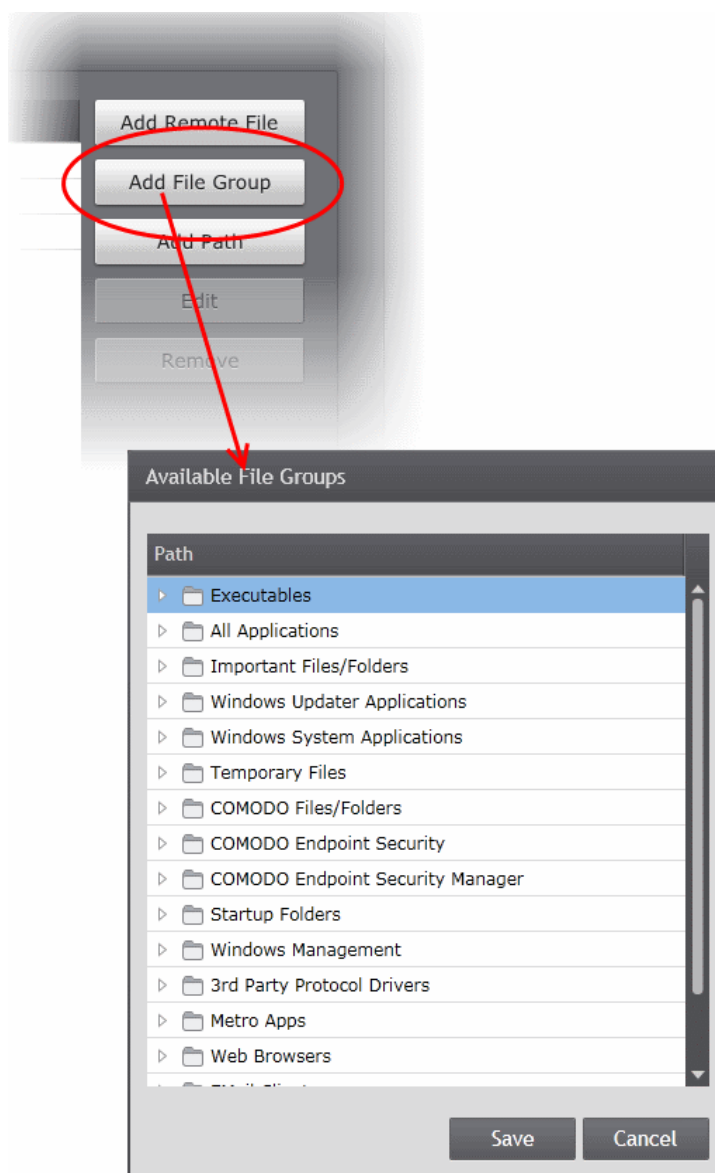 Add Remote File
Add File Group
Add Path
Edit
Remove
Available File Groups
Path
Executables
All Applications
Important Files/Folders
Windows Updater Applications
Windows System Applications
Temporary Files
COMODO Files/Folders
COMODO Endpoint Security
COMODO Endpoint Security Manager
Startup Folders
Windows Management
3rd Party Protocol Drivers
Metro Apps
Web Browsers
Save
Cancel